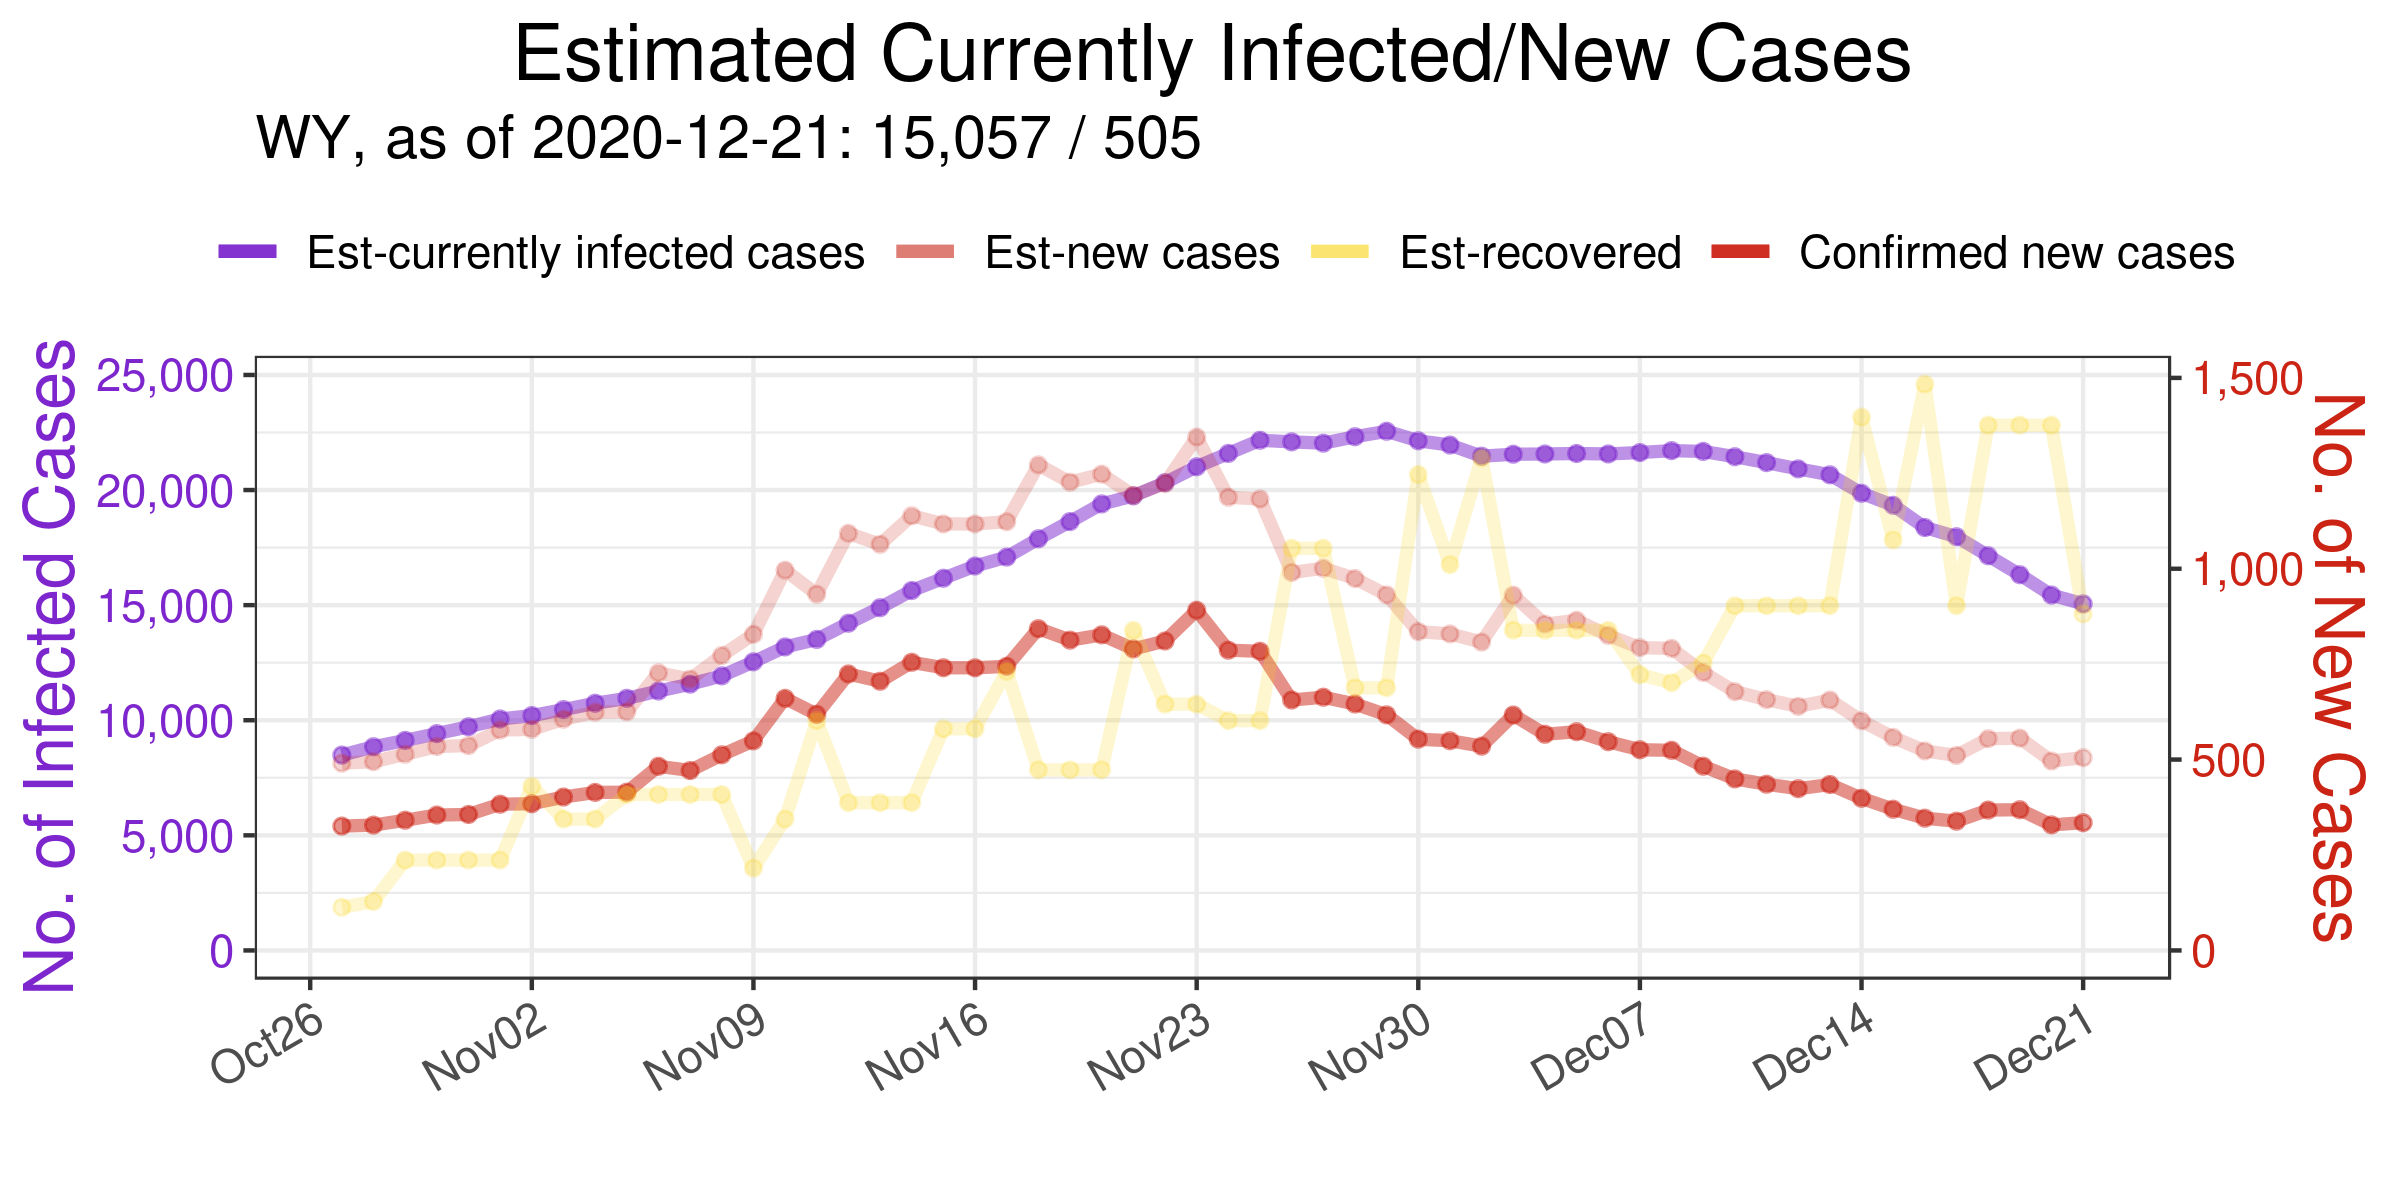 Estimated Currently Infected/New Cases
WY, as of 2020-12-21: 15,057 / 505
Est-currently infected cases Est-new cases Est-recovered Confirmed new cases
No. of Infected Cases
25,000
20,000
15,000
10,000
5,000
0
1,500
1,000
500
0
No. of New Cases
Oct26 Nov02 Nov09 Nov16 Nov23 Nov30 Dec07 Dec14 Dec21